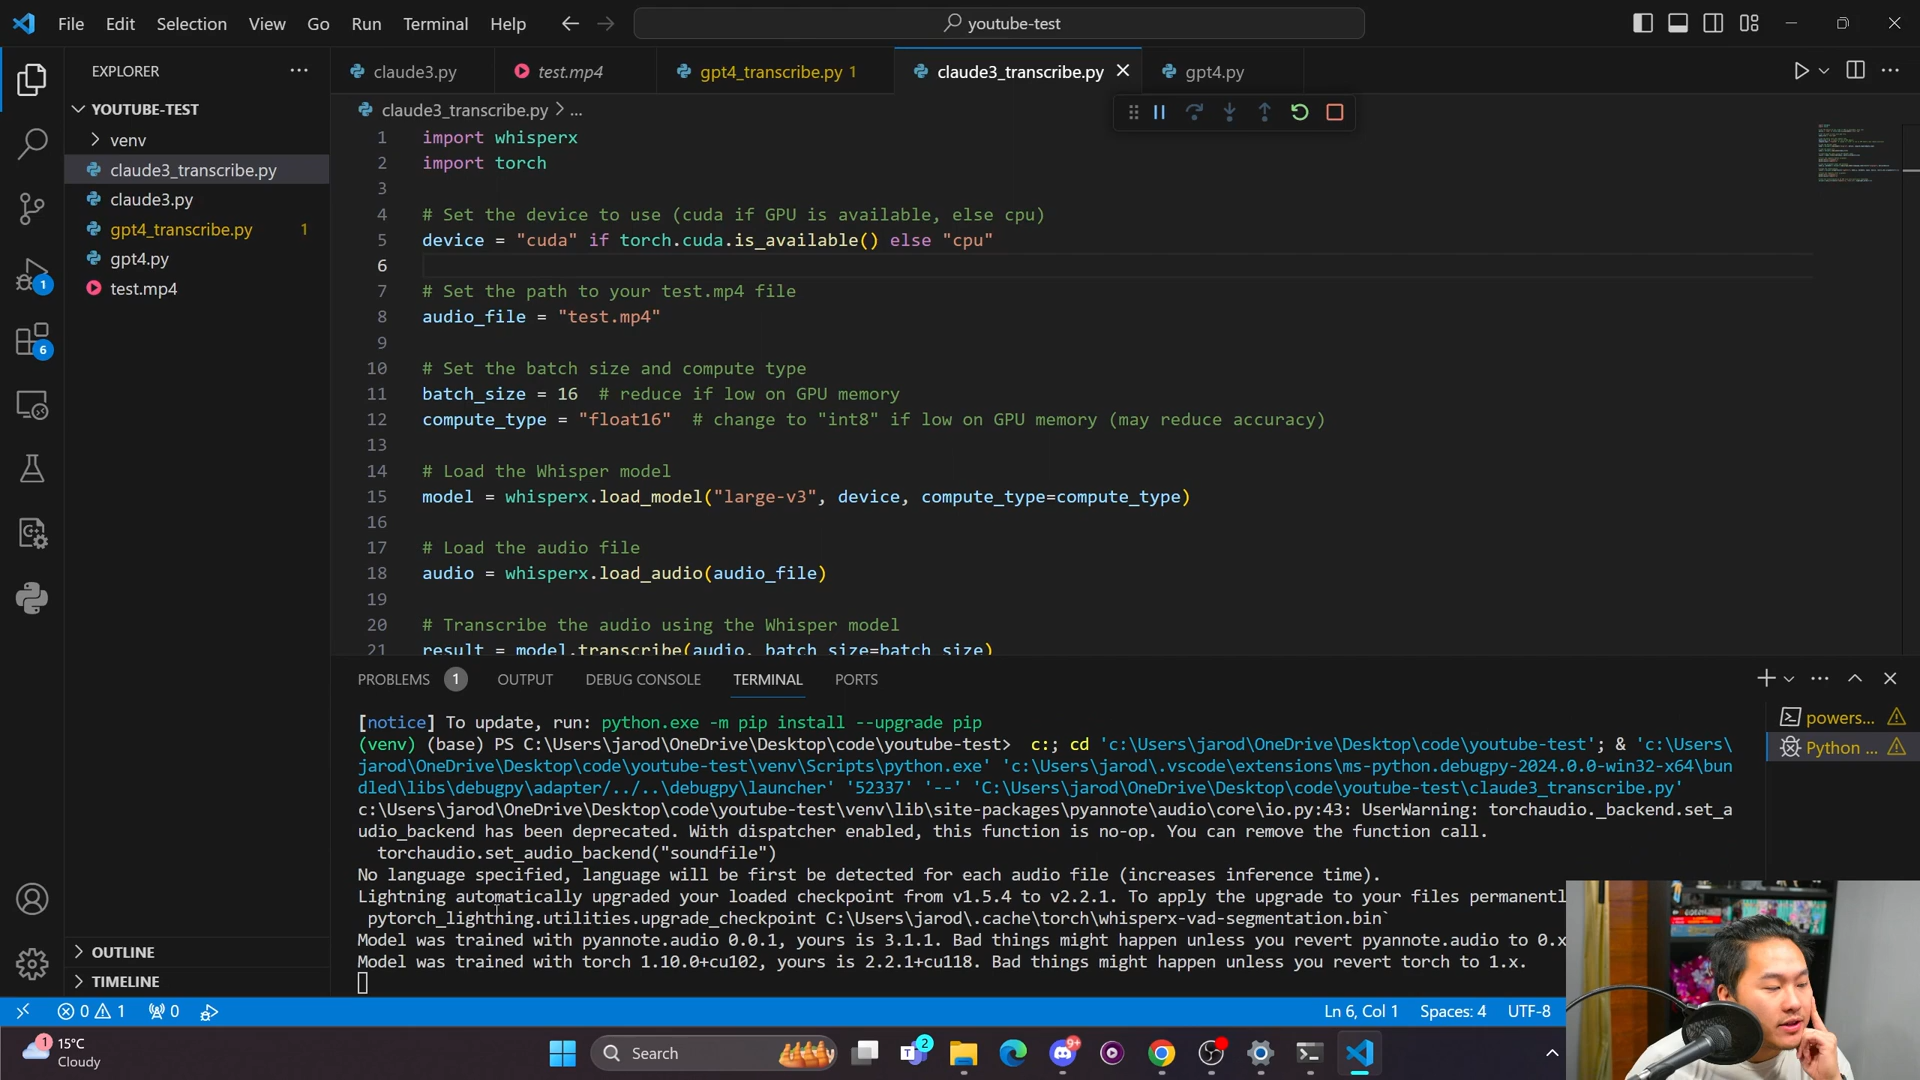 File Edit Selection View Go Run Terminal Help
youtube-test
EXPLORER
YOUTUBE-TEST
venv
claude3_transcribe.py
claude3.py
gpt4_transcribe.py 1
gpt4.py
test.mp4
OUTLINE
TIMELINE
1
6
claude3.py
test.mp4
gpt4_transcribe.py 1
claude3_transcribe.py
gpt4.py
claude3_transcribe.py > ...
1 import whisperx
2 import torch
3
4 # Set the device to use (cuda if GPU is available, else cpu)
5 device = "cuda" if torch.cuda.is_available() else "cpu"
6
7 # Set the path to your test.mp4 file
8 audio_file = "test.mp4"
9
10 # Set the batch size and compute type
11 batch_size = 16  # reduce if low on GPU memory
12 compute_type = "float16"  # change to "int8" if low on GPU memory (may reduce accuracy)
13
14 # Load the Whisper model
15 model = whisperx.load_model("large-v3", device, compute_type=compute_type)
16
17 # Load the audio file
18 audio = whisperx.load_audio(audio_file)
19
20 # Transcribe the audio using the Whisper model
21 result = model.transcribe(audio, batch_size=batch_size)
PROBLEMS 1 OUTPUT DEBUG CONSOLE TERMINAL PORTS
powers...
Python ...
[notice] To update, run: python.exe -m pip install --upgrade pip
(venv) (base) PS C:\Users\jarod\OneDrive\Desktop\code\youtube-test>  c:; cd 'c:\Users\jarod\OneDrive\Desktop\code\youtube-test'; & 'c:\Users\
jarod\OneDrive\Desktop\code\youtube-test\venv\Scripts\python.exe' 'c:\Users\jarod\.vscode\extensions\ms-python.debugpy-2024.0.0-win32-x64\bun
dled\libs\debugpy\adapter/../..\debugpy\launcher' '52337' '--' 'C:\Users\jarod\OneDrive\Desktop\code\youtube-test\claude3_transcribe.py'
c:\Users\jarod\OneDrive\Desktop\code\youtube-test\venv\lib\site-packages\pyannote\audio\core\io.py:43: UserWarning: torchaudio._backend.set_a
udio_backend has been deprecated. With dispatcher enabled, this function is no-op. You can remove the function call.
torchaudio.set_audio_backend("soundfile")
No language specified, language will be first be detected for each audio file (increases inference time).
Lightning automatically upgraded your loaded checkpoint from v1.5.4 to v2.2.1. To apply the upgrade to your files permanentl
pytorch_lightning.utilities.upgrade_checkpoint C:\Users\jarod\.cache\torch\whisperx-vad-segmentation.bin`
Model was trained with pyannote.audio 0.0.1, yours is 3.1.1. Bad things might happen unless you revert pyannote.audio to 0.x
Model was trained with torch 1.10.0+cu102, yours is 2.2.1+cu118. Bad things might happen unless you revert torch to 1.x.
0 1 0
Ln 6, Col 1 Spaces: 4 UTF-8
1
15°C
Cloudy
Search
2
9+